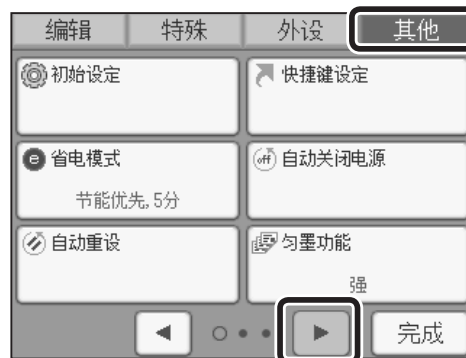 编辑 特殊 外设 其他
初始设定 快捷键设定
省电模式 自动关闭电源
节能优先,5分
自动重设 匀墨功能
强
完成